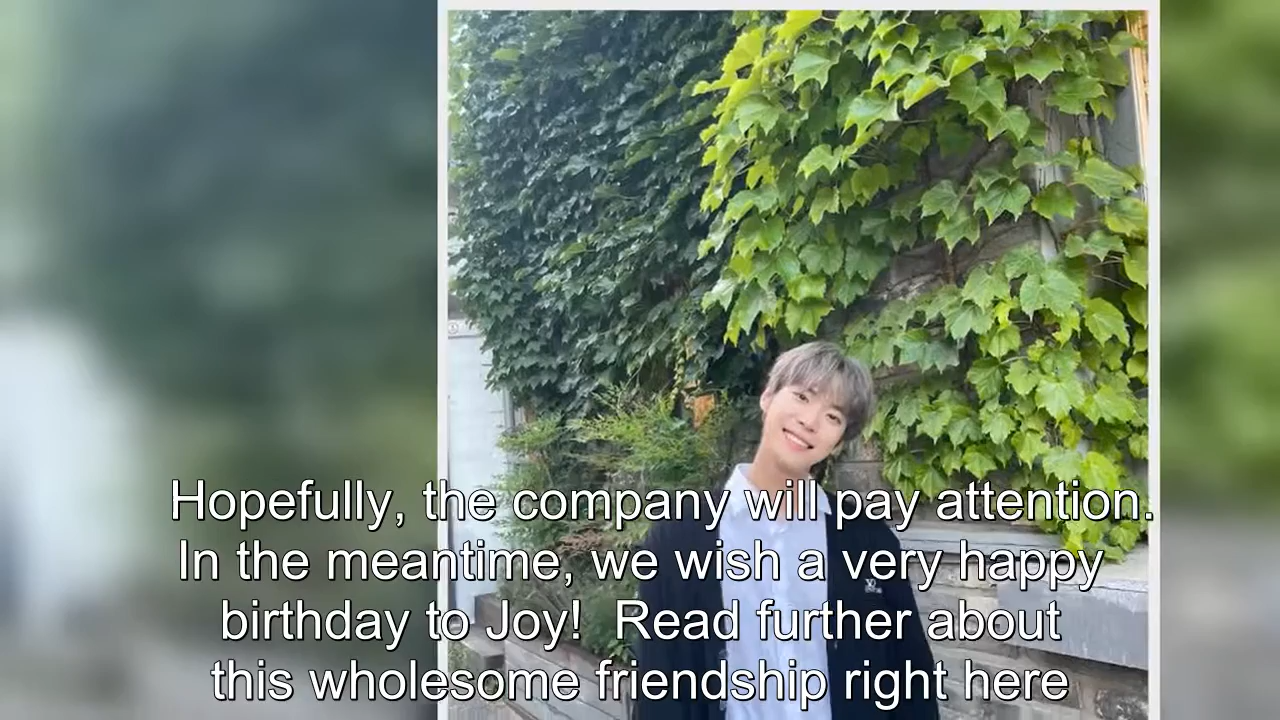 Hopefully, the company will pay attention.
In the meantime, we wish a very happy
birthday to Joy!  Read further about
this wholesome friendship right here